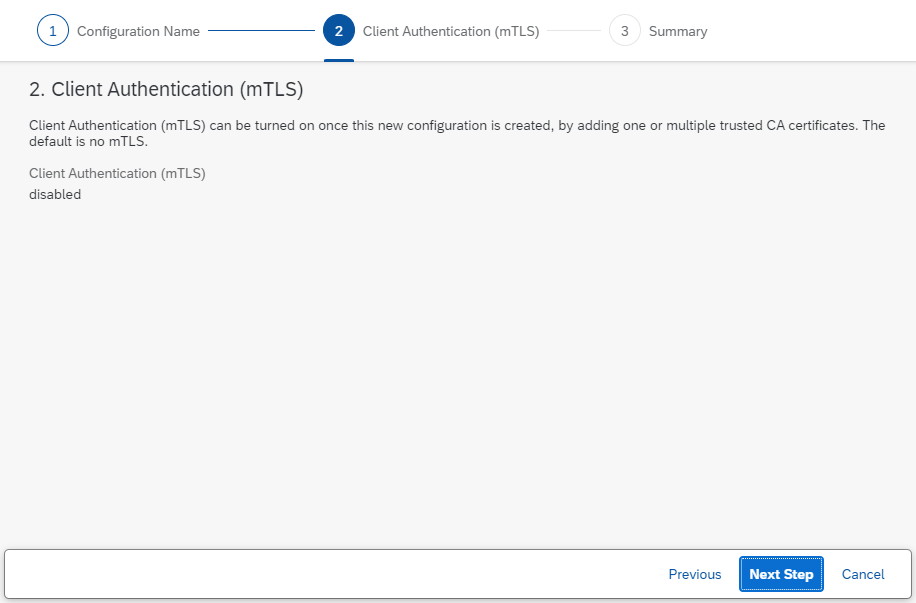 1 Configuration Name 2 Client Authentication (mTLS) 3 Summary
2. Client Authentication (mTLS)
Client Authentication (mTLS) can be turned on once this new configuration is created, by adding one or multiple trusted CA certificates. The
default is no mTLS.
Client Authentication (mTLS)
disabled
Previous Next Step Cancel